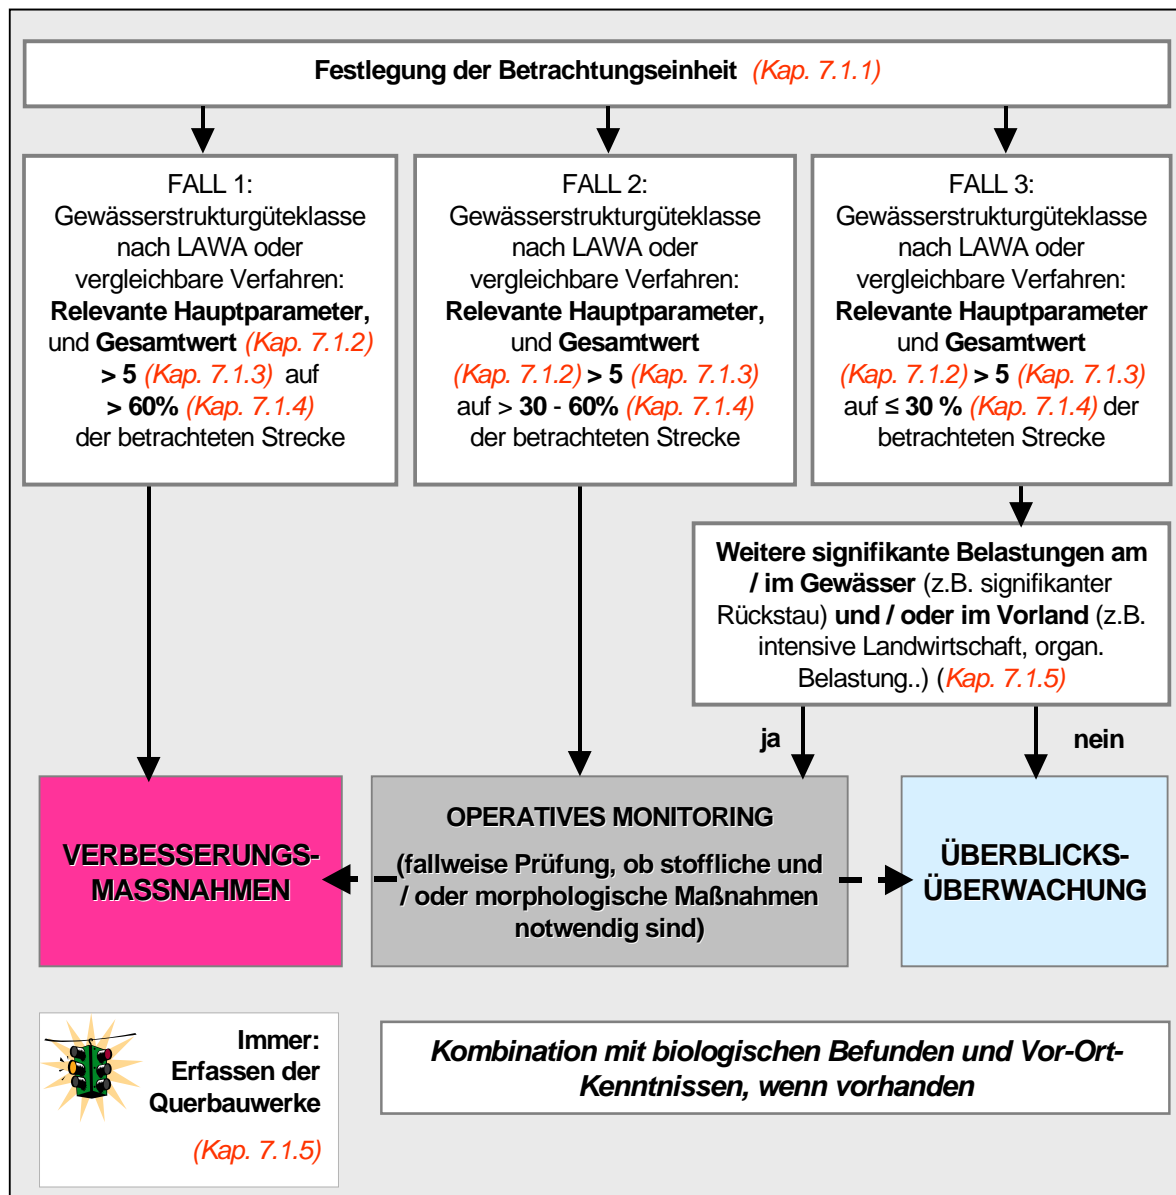 Festlegung der Betrachtungseinheit (Kap. 7.1.1)
FALL 1:
Gewässerstrukturgüteklasse
nach LAWA oder
vergleichbare Verfahren:
Relevante Hauptparameter,
und Gesamtwert (Kap. 7.1.2)
> 5 (Kap. 7.1.3) auf
> 60% (Kap. 7.1.4)
der betrachteten Strecke
FALL 2:
Gewässerstrukturgüteklasse
nach LAWA oder
vergleichbare Verfahren:
Relevante Hauptparameter,
und Gesamtwert
(Kap. 7.1.2) > 5 (Kap. 7.1.3)
auf > 30 - 60% (Kap. 7.1.4)
der betrachteten Strecke
FALL 3:
Gewässerstrukturgüteklasse
nach LAWA oder
vergleichbare Verfahren:
Relevante Hauptparameter
und Gesamtwert
(Kap. 7.1.2) > 5 (Kap. 7.1.3)
auf ≤ 30 % (Kap. 7.1.4) der
betrachteten Strecke
Weitere signifikante Belastungen am
/ im Gewässer (z.B. signifikanter
Rückstau) und / oder im Vorland (z.B.
intensive Landwirtschaft, organ.
Belastung..) (Kap. 7.1.5)
ja
nein
VERBESSERUNGS-
MASSNAHMEN
OPERATIVES MONITORING
(fallweise Prüfung, ob stoffliche und
/ oder morphologische Maßnahmen
notwendig sind)
ÜBERBLICKS-
ÜBERWACHUNG
Immer:
Erfassen der
Querbauwerke
(Kap. 7.1.5)
Kombination mit biologischen Befunden und Vor-Ort-
Kenntnissen, wenn vorhanden